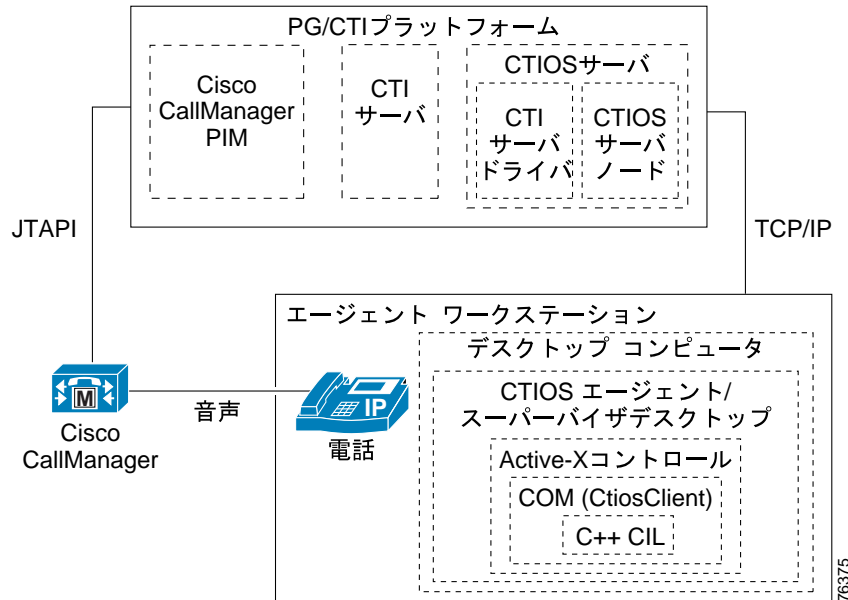 PG/CTIプラットフォーム
Cisco
CallManager
PIM
CTI
サーバ
CTIOSサーバ
CTI
サーバ
ドライバ
CTIOS
サーバ
ノード
JTAPI
TCP/IP
エージェント ワークステーション
デスクトップ コンピュータ
CTIOS エージェント/
スーパーバイザデスクトップ
Active-Xコントロール
COM (CtiosClient)
C++ CIL
M
Cisco
CallManager
音声
IP
電話
76375